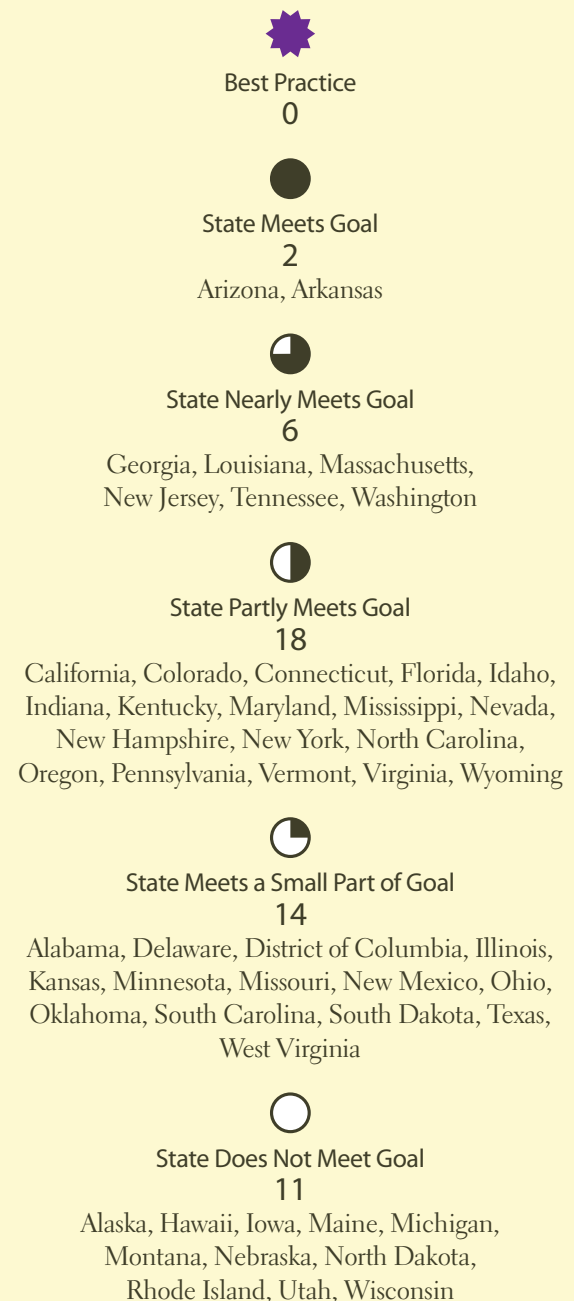 Best Practice
0
State Meets Goal
2
Arizona, Arkansas
State Nearly Meets Goal
6
Georgia, Louisiana, Massachusetts,
New Jersey, Tennessee, Washington
State Partly Meets Goal
18
California, Colorado, Connecticut, Florida, Idaho,
Indiana, Kentucky, Maryland, Mississippi, Nevada,
New Hampshire, New York, North Carolina,
Oregon, Pennsylvania, Vermont, Virginia, Wyoming
State Meets a Small Part of Goal
14
Alabama, Delaware, District of Columbia, Illinois,
Kansas, Minnesota, Missouri, New Mexico, Ohio,
Oklahoma, South Carolina, South Dakota, Texas,
West Virginia
State Does Not Meet Goal
11
Alaska, Hawaii, Iowa, Maine, Michigan,
Montana, Nebraska, North Dakota,
Rhode Island, Utah, Wisconsin